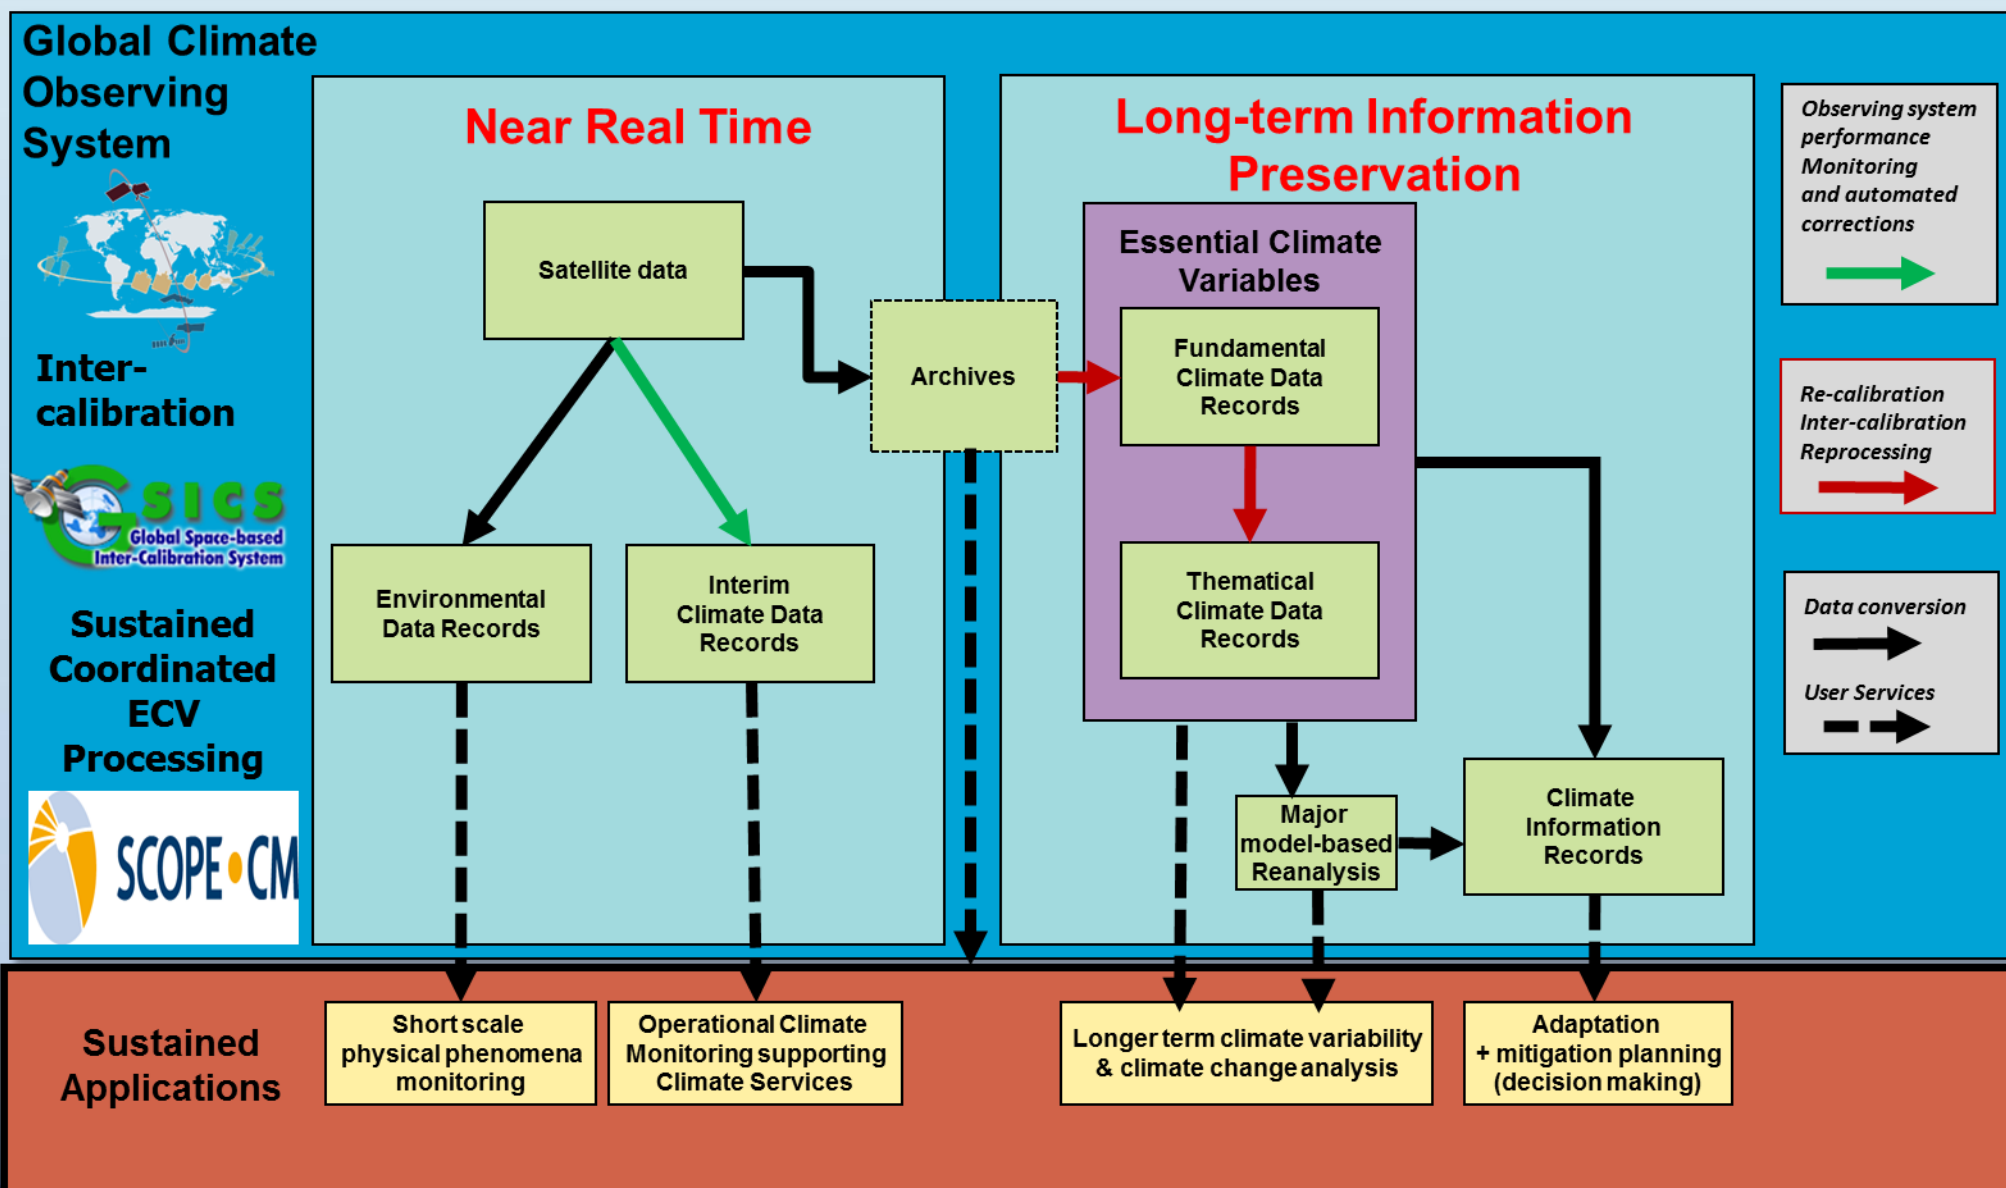 Global Climate
Observing
System
Inter-
calibration
GSICS
Global Space-based
Inter-Calibration System
Sustained
Coordinated
ECV
Processing
SCOPE•CM
Near Real Time
Satellite data
Archives
Environmental
Data Records
Interim
Climate Data
Records
Long-term Information
Preservation
Essential Climate
Variables
Fundamental
Climate Data
Records
Thematical
Climate Data
Records
Major
model-based
Reanalysis
Climate
Information
Records
Observing system
performance
Monitoring
and automated
corrections
Re-calibration
Inter-calibration
Reprocessing
Data conversion
User Services
Sustained
Applications
Short scale
physical phenomena
monitoring
Operational Climate
Monitoring supporting
Climate Services
Longer term climate variability
& climate change analysis
Adaptation
+ mitigation planning
(decision making)